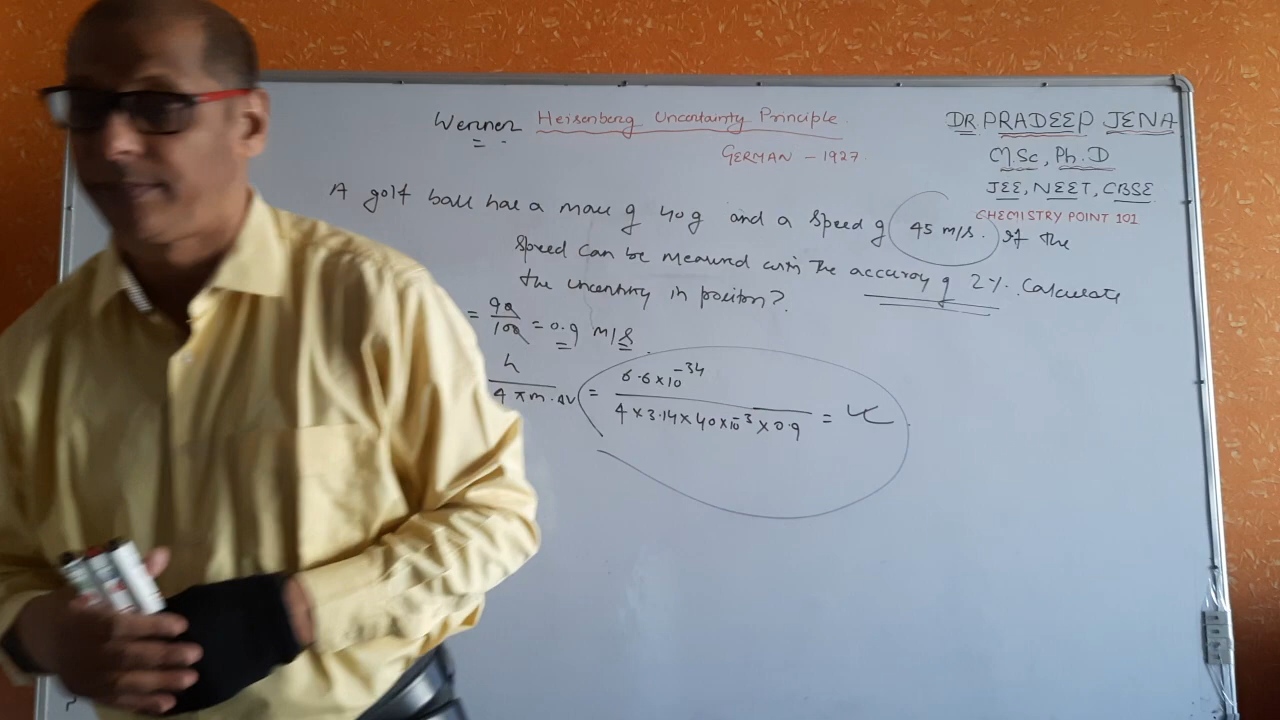 Werner Heisenberg Uncertainty Principle
GERMAN - 1927
DR PRADEEP JENA
M.Sc, Ph.D
JEE, NEET, CBSE
CHEMISTRY POINT 101
A golf ball has a mass of 40g and a speed of 45 m/s. If the
speed can be measured with the accuracy of 2%. Calculate
the uncertainty in position?
= 90/100 = 0.9 m/s
h/4πm·Δv = 6.6×10⁻³⁴/4×3.14×40×10⁻³×0.9 =